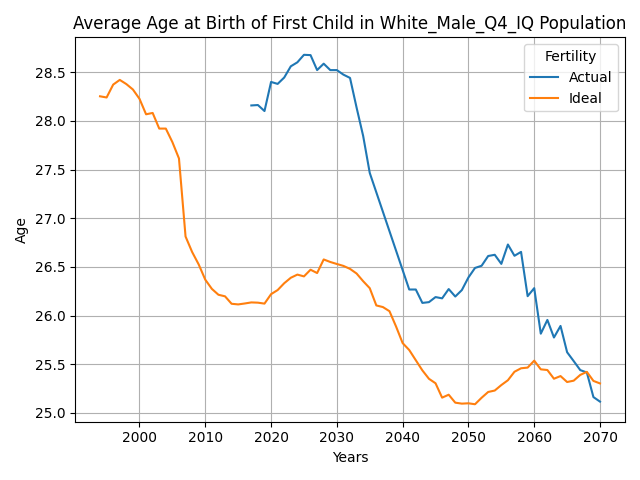 Average Age at Birth of First Child in White_Male_Q4_IQ Population
Fertility
Actual
Ideal
28.5
28.0
27.5
27.0
26.5
26.0
25.5
25.0
Age
2000
2010
2020
2030
2040
2050
2060
2070
Years